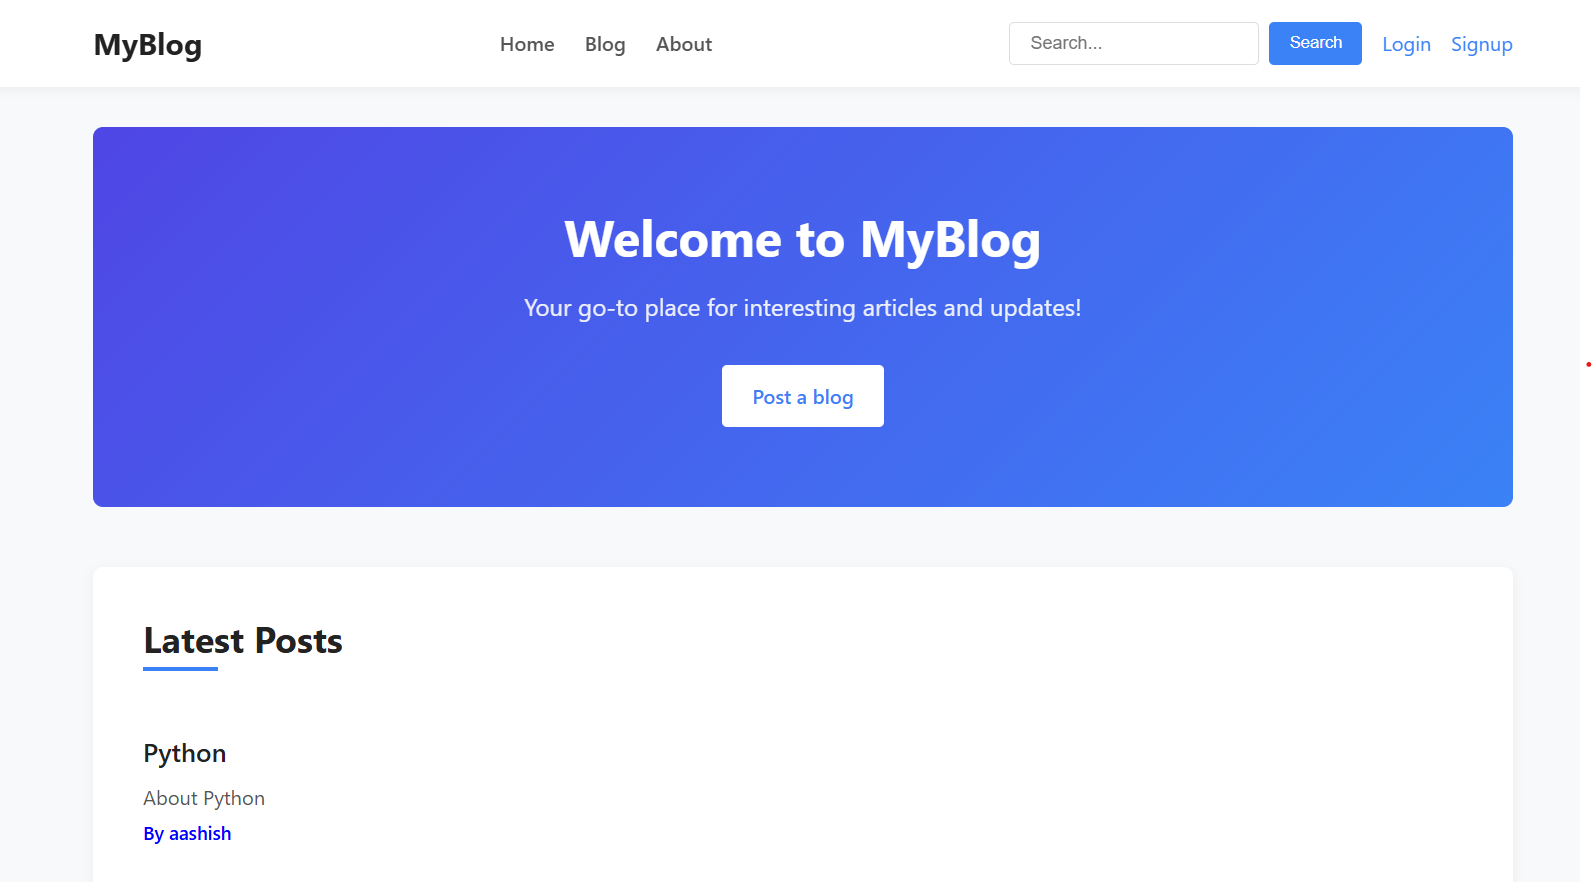 MyBlog
Home Blog About
Search... Search Login Signup
Welcome to MyBlog
Your go-to place for interesting articles and updates!
Post a blog
Latest Posts
Python
About Python
By aashish